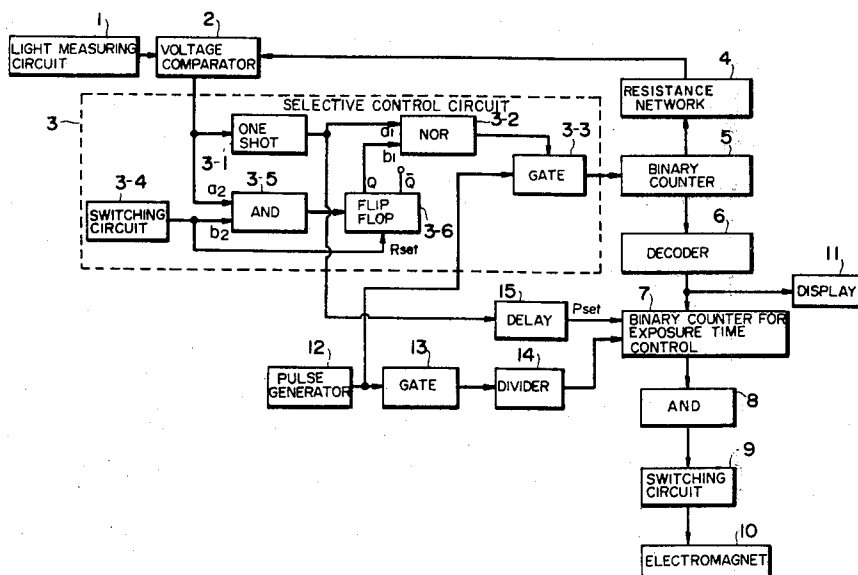 1
LIGHT MEASURING
CIRCUIT
2
VOLTAGE
COMPARATOR
4
RESISTANCE
NETWORK
3
SELECTIVE CONTROL CIRCUIT
3-1
ONE
SHOT
a1
b1
3-2
NOR
3-3
GATE
5
BINARY
COUNTER
3-4
SWITCHING
CIRCUIT
a2
b2
3-5
AND
Q
Q̄
FLIP
FLOP
3-6
Rset
6
DECODER
11
DISPLAY
15
DELAY
Pset
7
BINARY COUNTER FOR
EXPOSURE TIME
CONTROL
12
PULSE
GENERATOR
13
GATE
14
DIVIDER
AND
8
9
SWITCHING
CIRCUIT
10
ELECTROMAGNET